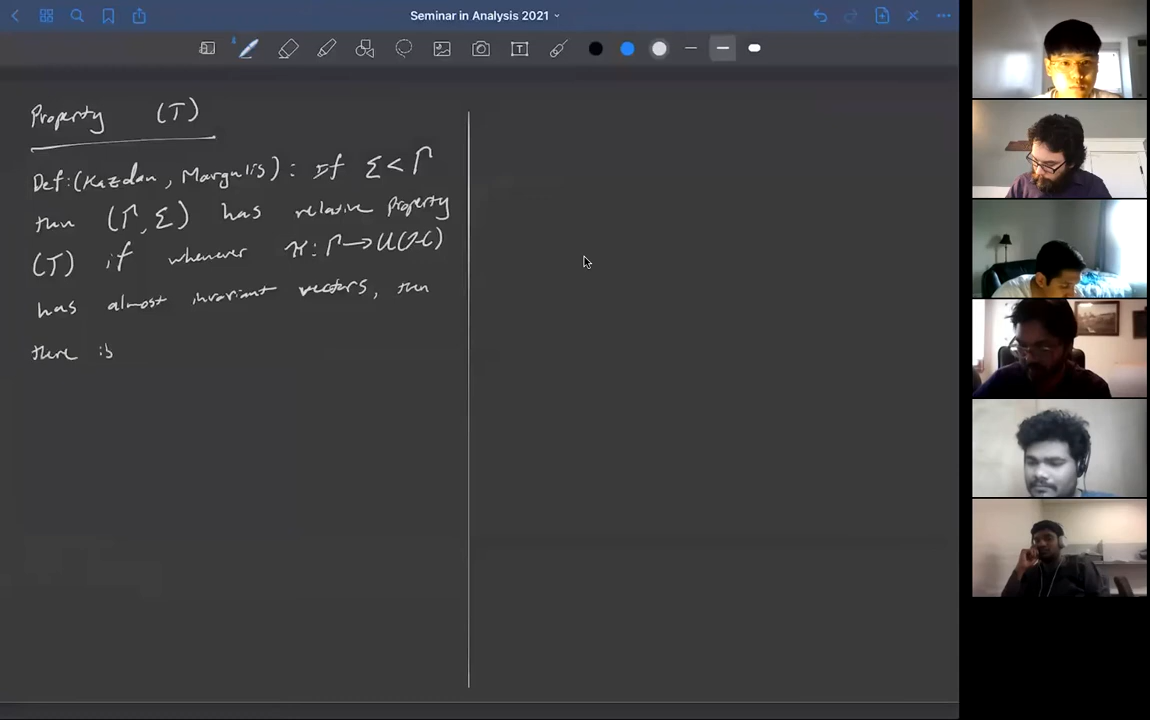 Seminar in Analysis 2021
Property (T)
Def: (Kazdan, Margulis): If Σ < Γ
then (Γ, Σ) has relative Property
(T) if whenever π: Γ → U(H)
has almost invariant vectors, then
there is